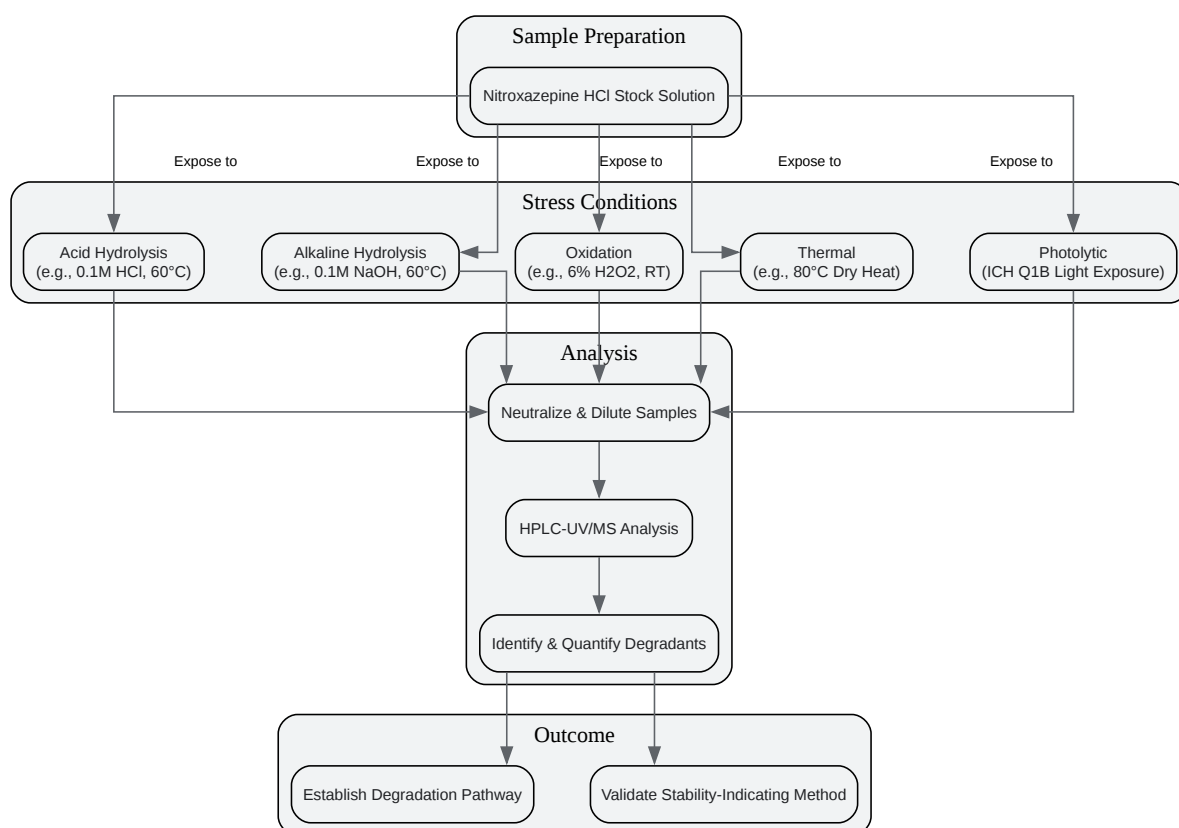 Sample Preparation
Nitroxazepine HCl Stock Solution
Expose to
Expose to
Expose to
Expose to
Expose to
Stress Conditions
Acid Hydrolysis
(e.g., 0.1M HCl, 60°C)
Alkaline Hydrolysis
(e.g., 0.1M NaOH, 60°C)
Oxidation
(e.g., 6% H2O2, RT)
Thermal
(e.g., 80°C Dry Heat)
Photolytic
(ICH Q1B Light Exposure)
Analysis
Neutralize & Dilute Samples
HPLC-UV/MS Analysis
Identify & Quantify Degradants
Outcome
Establish Degradation Pathway
Validate Stability-Indicating Method